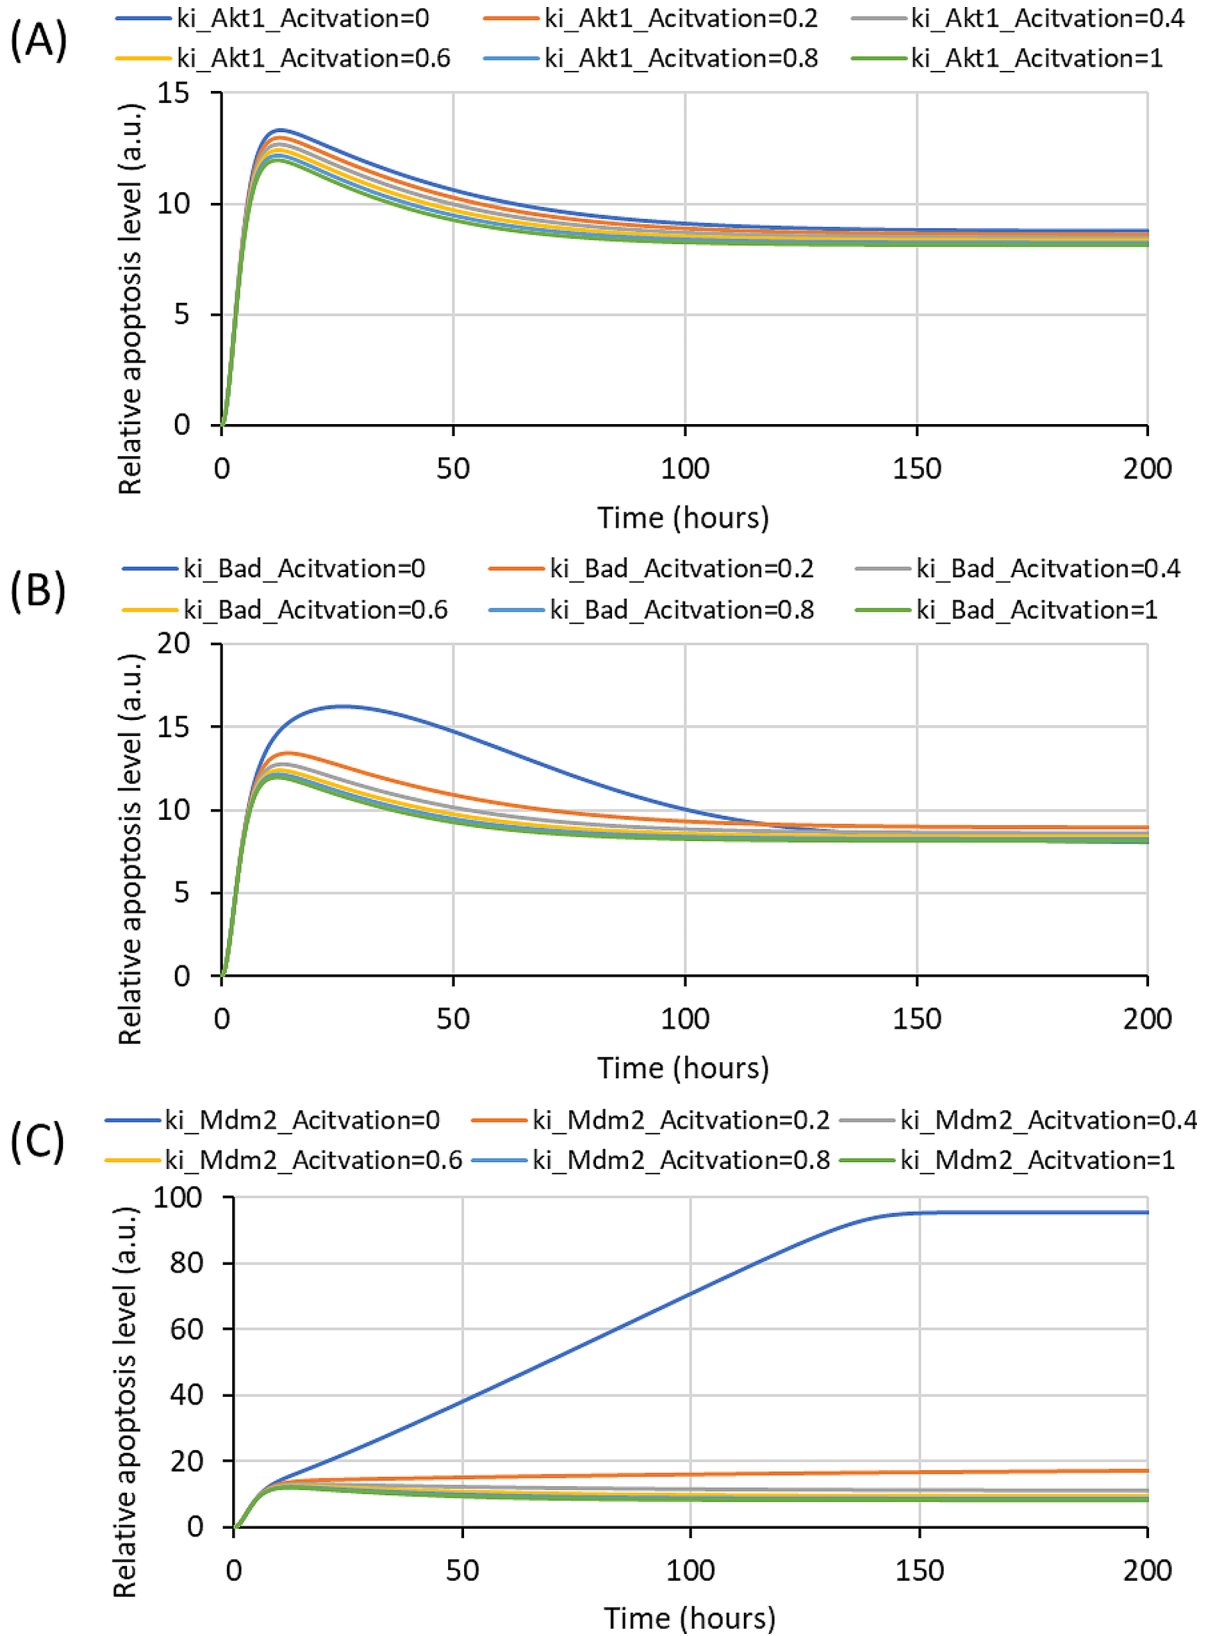 (A)
ki_Akt1_Acitvation=0 ki_Akt1_Acitvation=0.2 ki_Akt1_Acitvation=0.4
ki_Akt1_Acitvation=0.6 ki_Akt1_Acitvation=0.8 ki_Akt1_Acitvation=1
Relative apoptosis level (a.u.)
15
10
5
0
0 50 100 150 200
Time (hours)
(B)
ki_Bad_Acitvation=0 ki_Bad_Acitvation=0.2 ki_Bad_Acitvation=0.4
ki_Bad_Acitvation=0.6 ki_Bad_Acitvation=0.8 ki_Bad_Acitvation=1
Relative apoptosis level (a.u.)
20
15
10
5
0
0 50 100 150 200
Time (hours)
(C)
ki_Mdm2_Acitvation=0 ki_Mdm2_Acitvation=0.2 ki_Mdm2_Acitvation=0.4
ki_Mdm2_Acitvation=0.6 ki_Mdm2_Acitvation=0.8 ki_Mdm2_Acitvation=1
Relative apoptosis level (a.u.)
100
80
60
40
20
0
0 50 100 150 200
Time (hours)